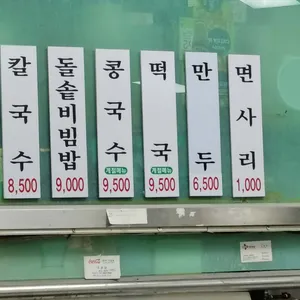 칼국수
8,500
돌솥비빔밥
9,000
콩국수
계절메뉴
9,500
떡국
계절메뉴
9,500
만두
6,500
면사리
1,000